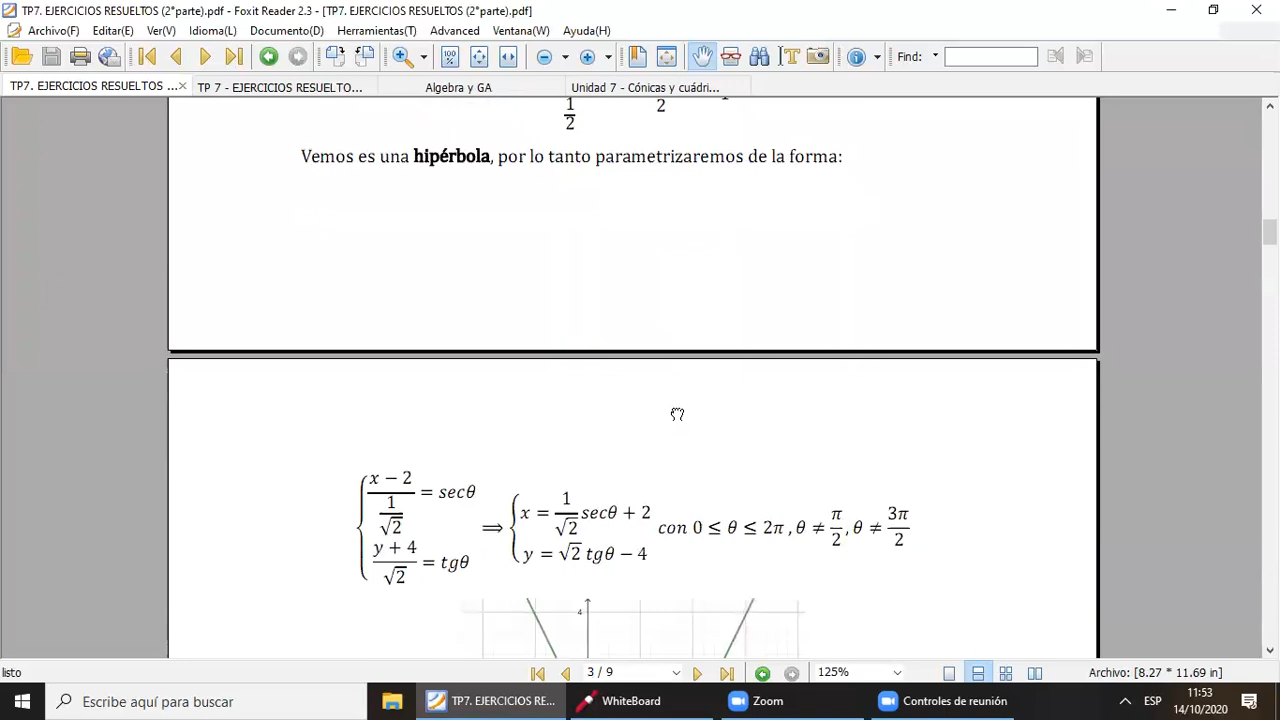 TP7. EJERCICIOS RESUELTOS (2°parte).pdf - Foxit Reader 2.3 - [TP7. EJERCICIOS RESUELTOS (2°parte).pdf]
Archivo(F) Editar(E) Ver(V) Idioma(L) Documento(D) Herramientas(T) Advanced Ventana(W) Ayuda(H)
Find:
TP7. EJERCICIOS RESUELTOS ... TP 7 - EJERCICIOS RESUELTO... Algebra y GA Unidad 7 - Cónicas y cuádri...
1/2 2
Vemos es una hipérbola, por lo tanto parametrizaremos de la forma:
{ (x − 2)/(1/√2) = secθ ⟹ { x = 1/√2 secθ + 2 con 0 ≤ θ ≤ 2π , θ ≠ π/2 , θ ≠ 3π/2
(y + 4)/√2 = tgθ y = √2 tgθ − 4
4
listo 3 / 9 125% Archivo: [8.27 * 11.69 in]
Escribe aquí para buscar TP7. EJERCICIOS RE... WhiteBoard Zoom Controles de reunión ESP 11:53
14/10/2020